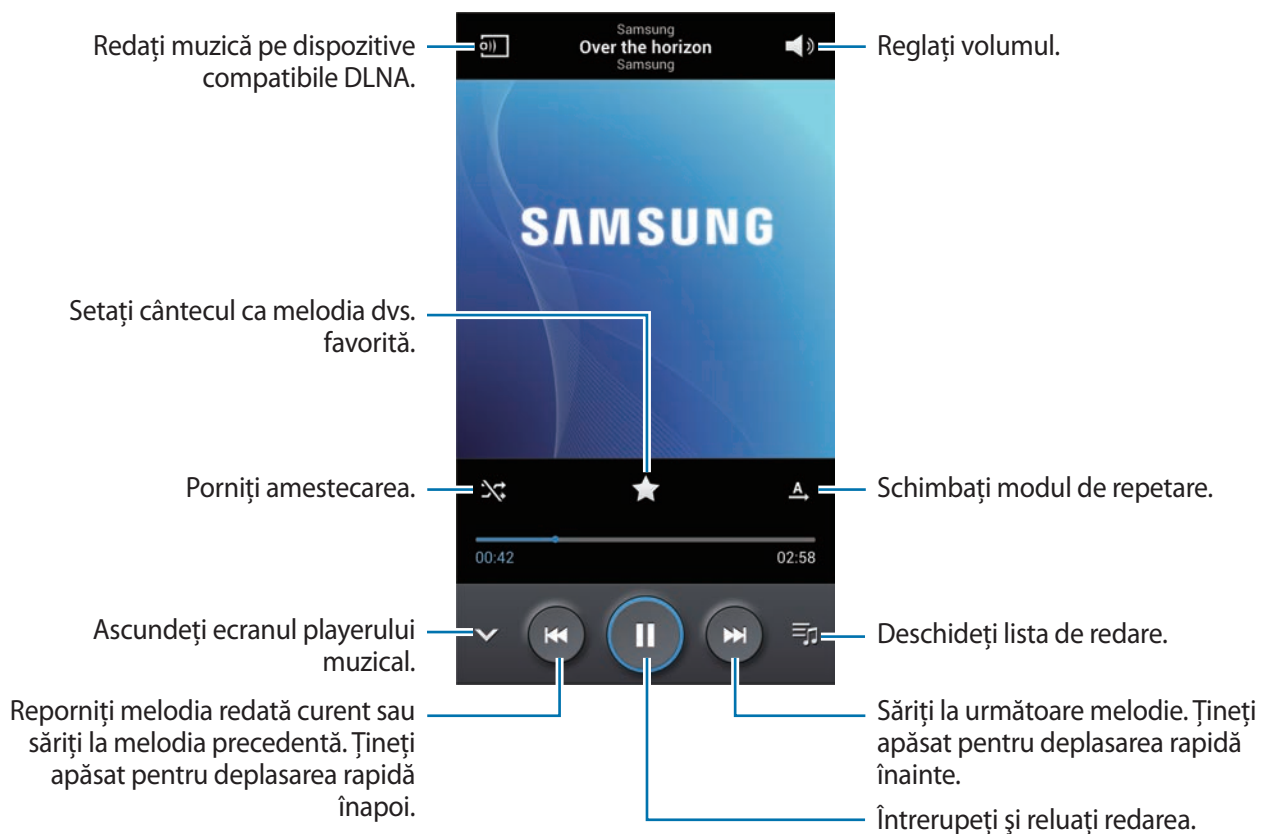 Redați muzică pe dispozitive
compatibile DLNA.
Samsung
Over the horizon
Samsung
Reglați volumul.
SAMSUNG
Setați cântecul ca melodia dvs.
favorită.
Porniți amestecarea.
A
Schimbați modul de repetare.
00:42
02:58
Ascundeți ecranul playerului
muzical.
Deschideți lista de redare.
Reporniți melodia redată curent sau
săriți la melodia precedentă. Țineți
apăsat pentru deplasarea rapidă
înapoi.
Săriți la următoare melodie. Țineți
apăsat pentru deplasarea rapidă
înainte.
Întrerupeți şi reluați redarea.